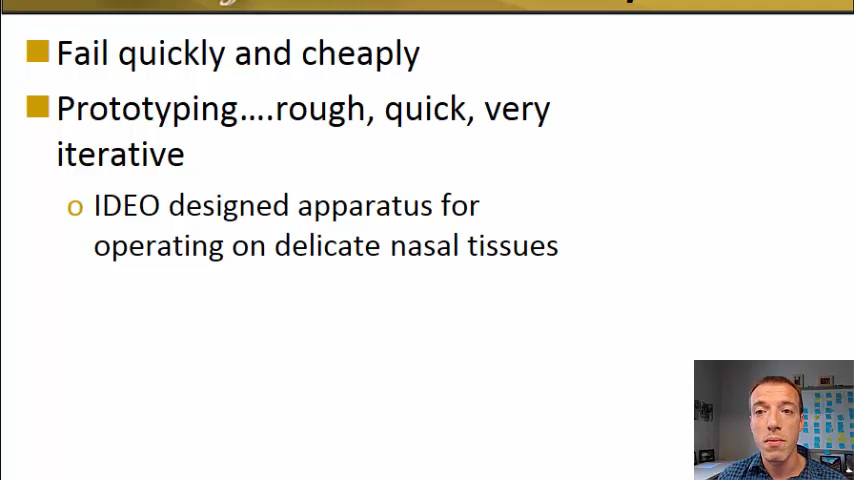 Fail quickly and cheaply
Prototyping....rough, quick, very
iterative
o IDEO designed apparatus for
operating on delicate nasal tissues